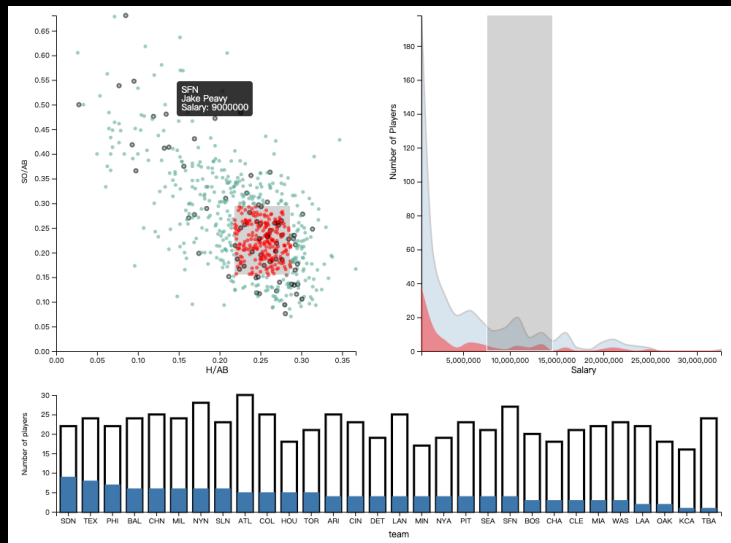 0.65
0.60
0.55
0.50
0.45
0.40
0.35
0.30
0.25
0.20
0.15
0.10
0.05
0.00
SO/AB
SFN
Jake Peavy
Salary: 9000000
0.00 0.05 0.10 0.15 0.20 0.25 0.30 0.35
H/AB
180
160
140
120
100
80
60
40
20
0
Number of Players
5,000,000 10,000,000 15,000,000 20,000,000 25,000,000 30,000,000
Salary
30
25
20
15
10
5
0
Number of players
SDN TEX PHI BAL CHN MIL NYN SLN ATL COL HOU TOR ARI CIN DET LAN MIN NYA PIT SEA SFN BOS CHA CLE MIA WAS LAA OAK KCA TBA
team